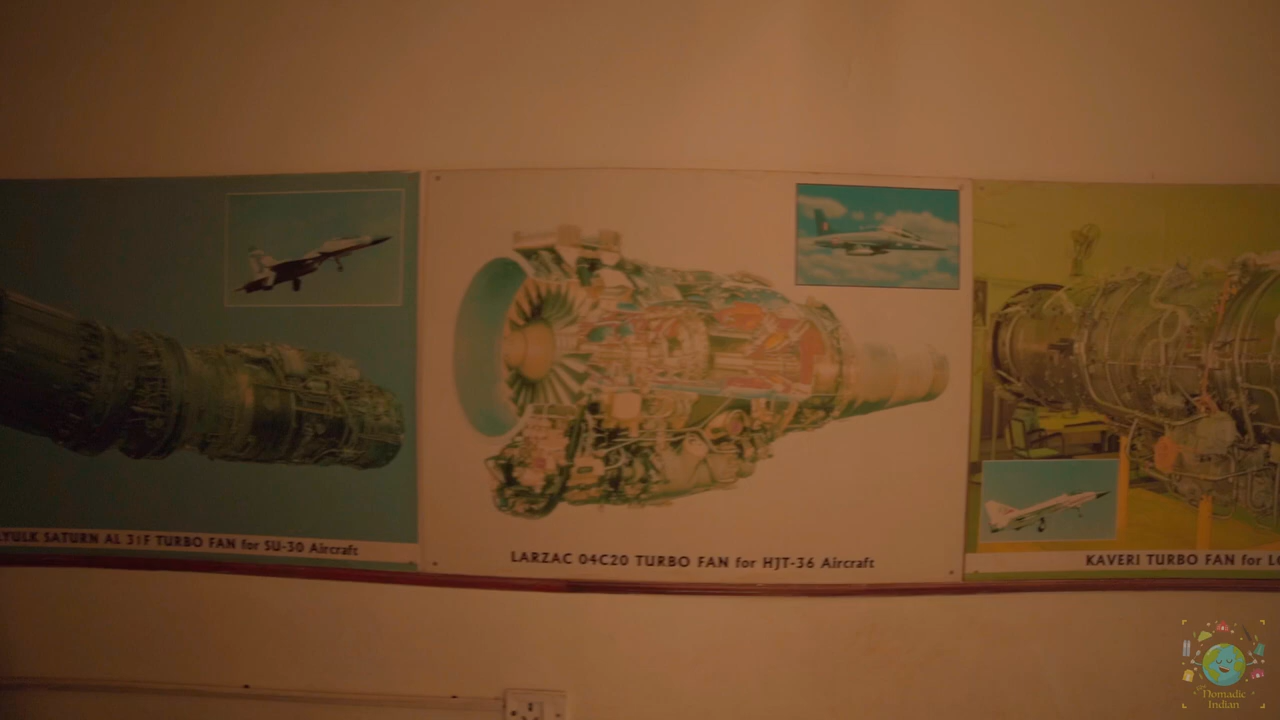 LYULK SATURN AL 31F TURBO FAN for SU-30 Aircraft
LARZAC 04C20 TURBO FAN for HJT-36 Aircraft
KAVERI TURBO FAN for
Nomadic
Indian